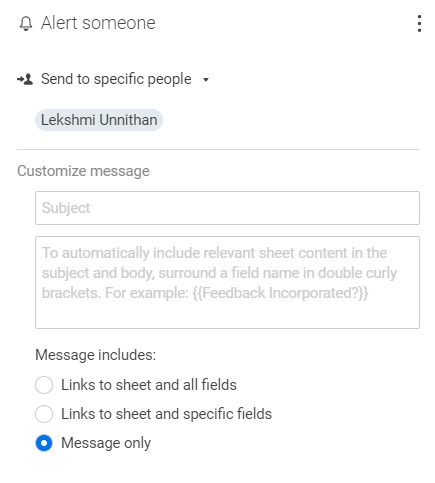 Alert someone
Send to specific people
Lekshmi Unnithan
Customize message
Subject
To automatically include relevant sheet content in the
subject and body, surround a field name in double curly
brackets. For example: {{Feedback Incorporated?}}
Message includes:
Links to sheet and all fields
Links to sheet and specific fields
Message only